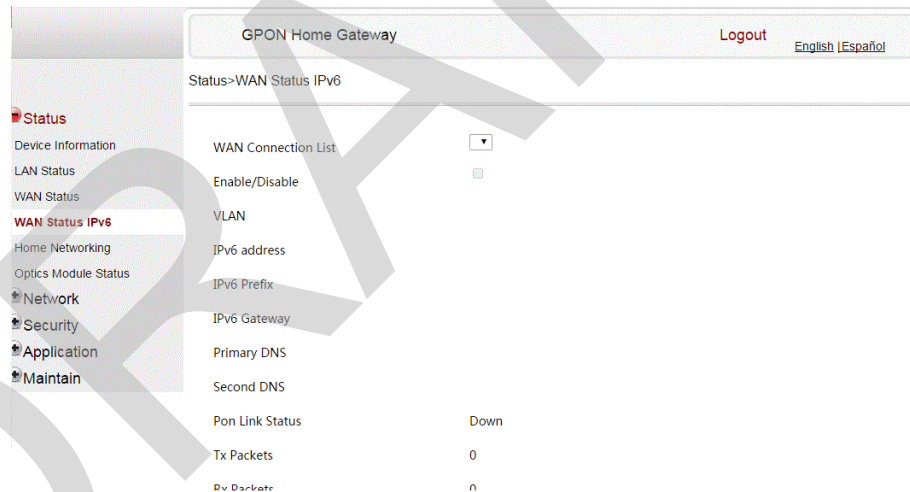 GPON Home Gateway
Logout
English |Español
Status>WAN Status IPv6
Status
Device Information
LAN Status
WAN Status
WAN Status IPv6
Home Networking
Optics Module Status
Network
Security
Application
Maintain
WAN Connection List
Enable/Disable
VLAN
IPv6 address
IPv6 Prefix
IPv6 Gateway
Primary DNS
Second DNS
Pon Link Status Down
Tx Packets 0
Rx Packets 0